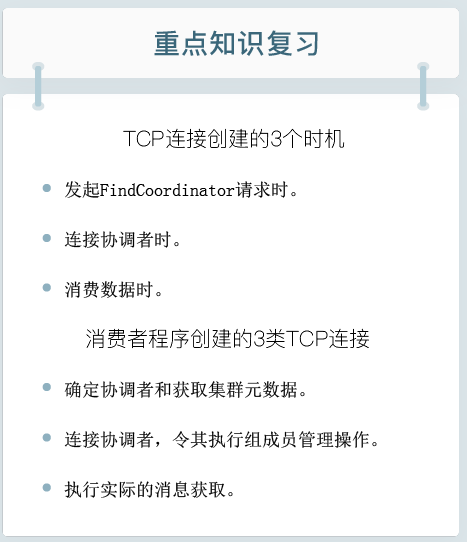 重点知识复习
TCP连接创建的3个时机
发起FindCoordinator请求时。
连接协调者时。
消费数据时。
消费者程序创建的3类TCP连接
确定协调者和获取集群元数据。
连接协调者，令其执行组成员管理操作。
执行实际的消息获取。